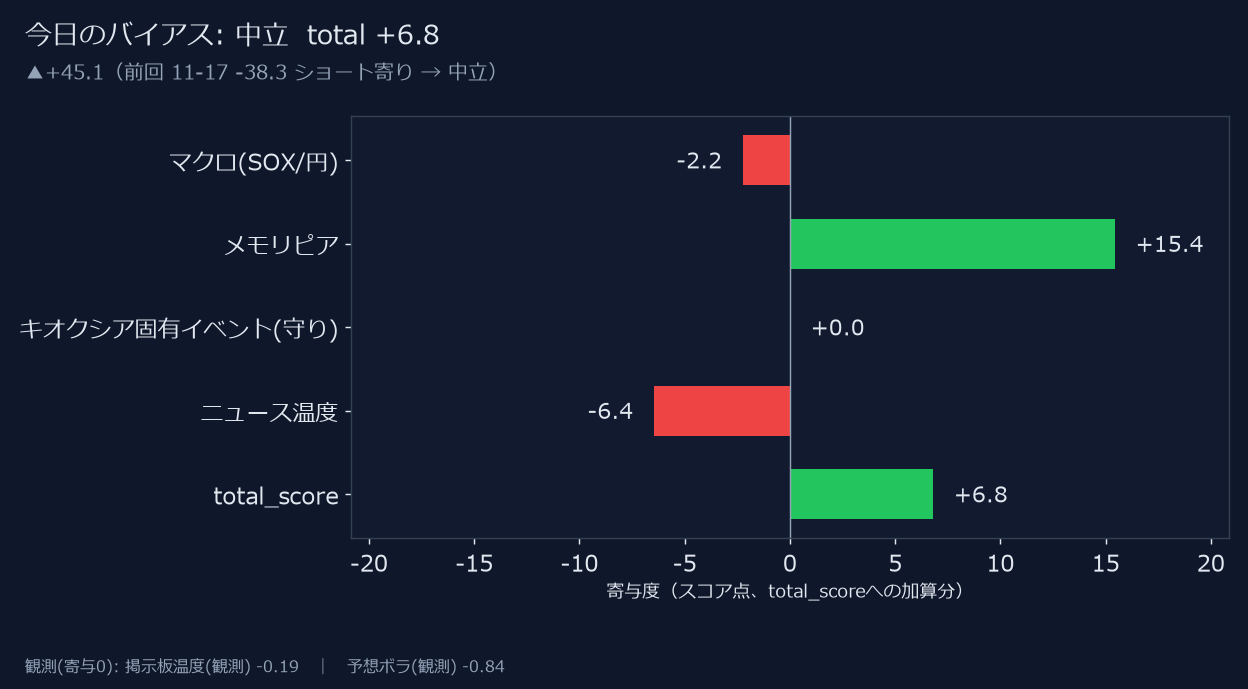 今日のバイアス: 中立  total +6.8
▲+45.1（前回 11-17 -38.3 ショート寄り → 中立）
マクロ(SOX/円)
-2.2
メモリピア
+15.4
キオクシア固有イベント(守り)
+0.0
ニュース温度
-6.4
total_score
+6.8
-20 -15 -10 -5 0 5 10 15 20
寄与度（スコア点、total_scoreへの加算分）
観測(寄与0): 掲示板温度(観測) -0.19 | 予想ボラ(観測) -0.84